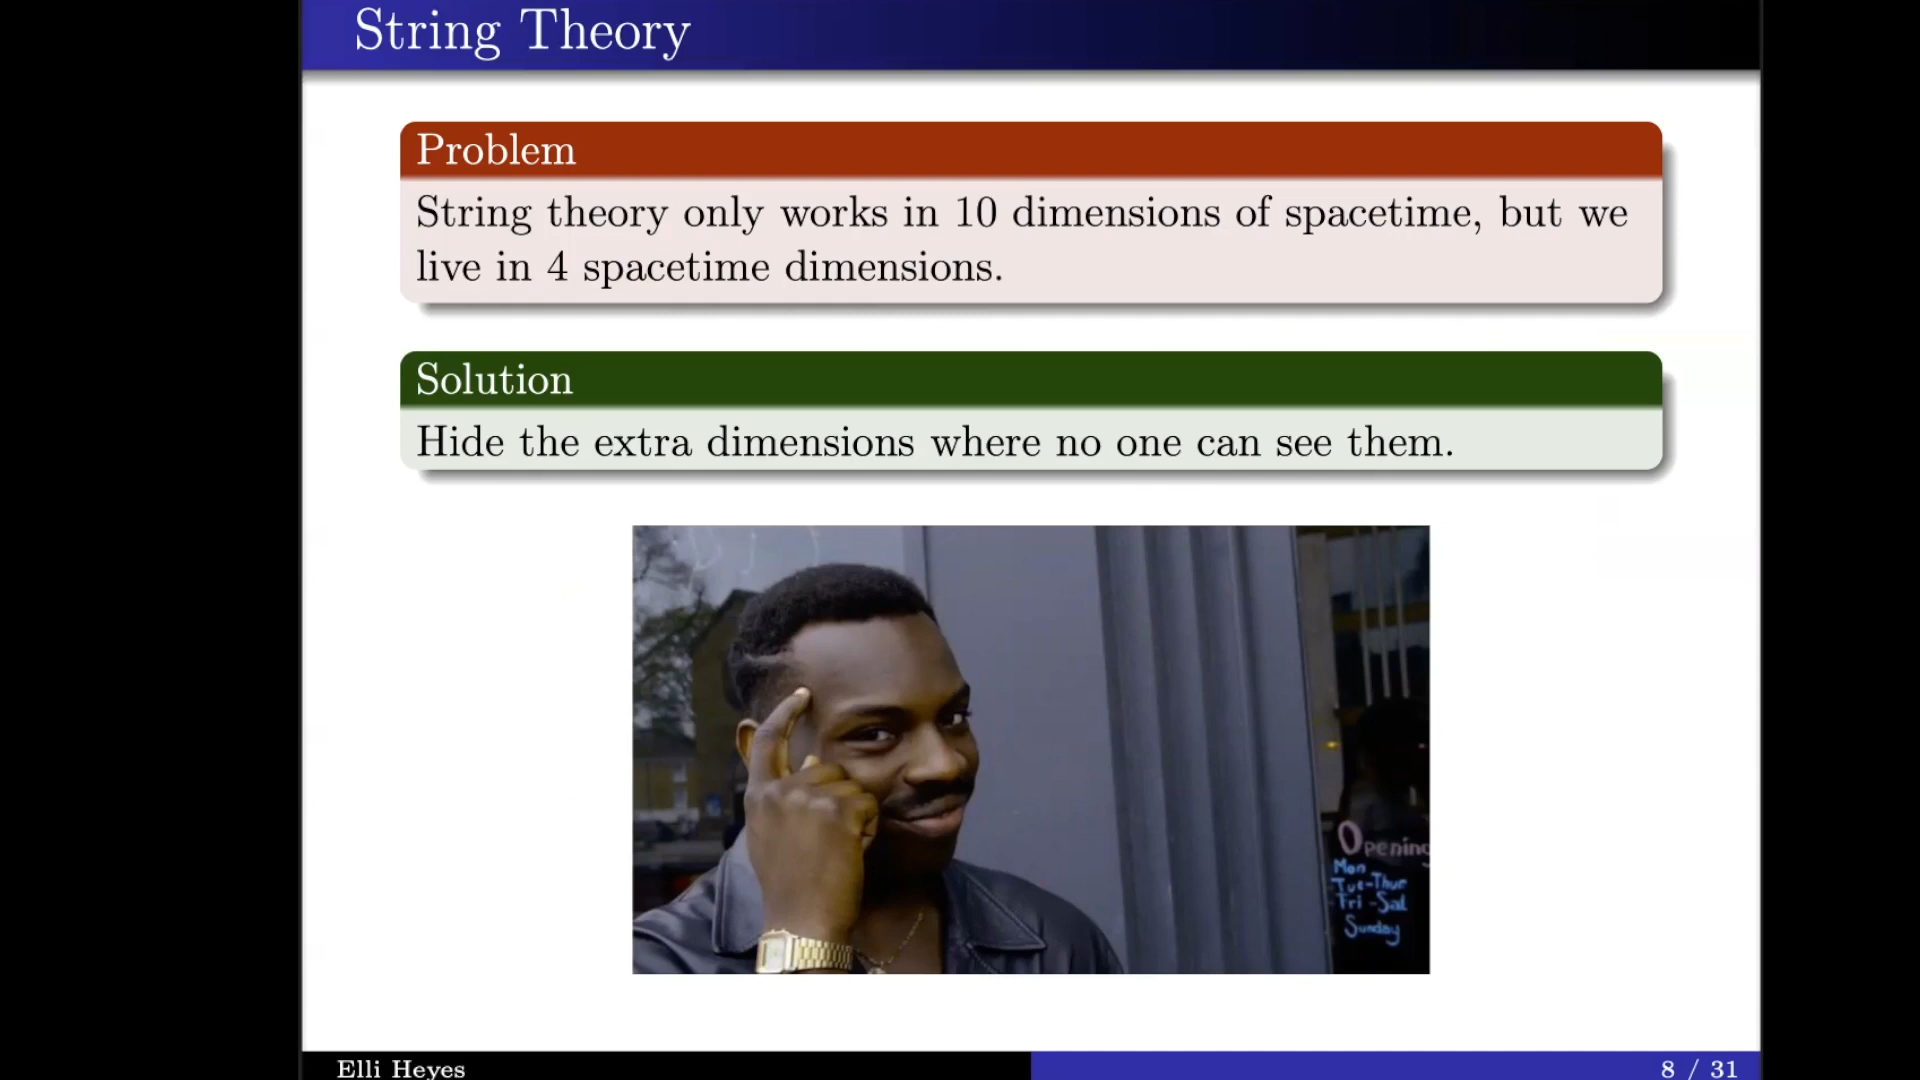 String Theory
Problem
String theory only works in 10 dimensions of spacetime, but we
live in 4 spacetime dimensions.
Solution
Hide the extra dimensions where no one can see them.
Opening
Mon
Tue-Thur
Fri-Sat
Sunday
Elli Heyes
8 / 31